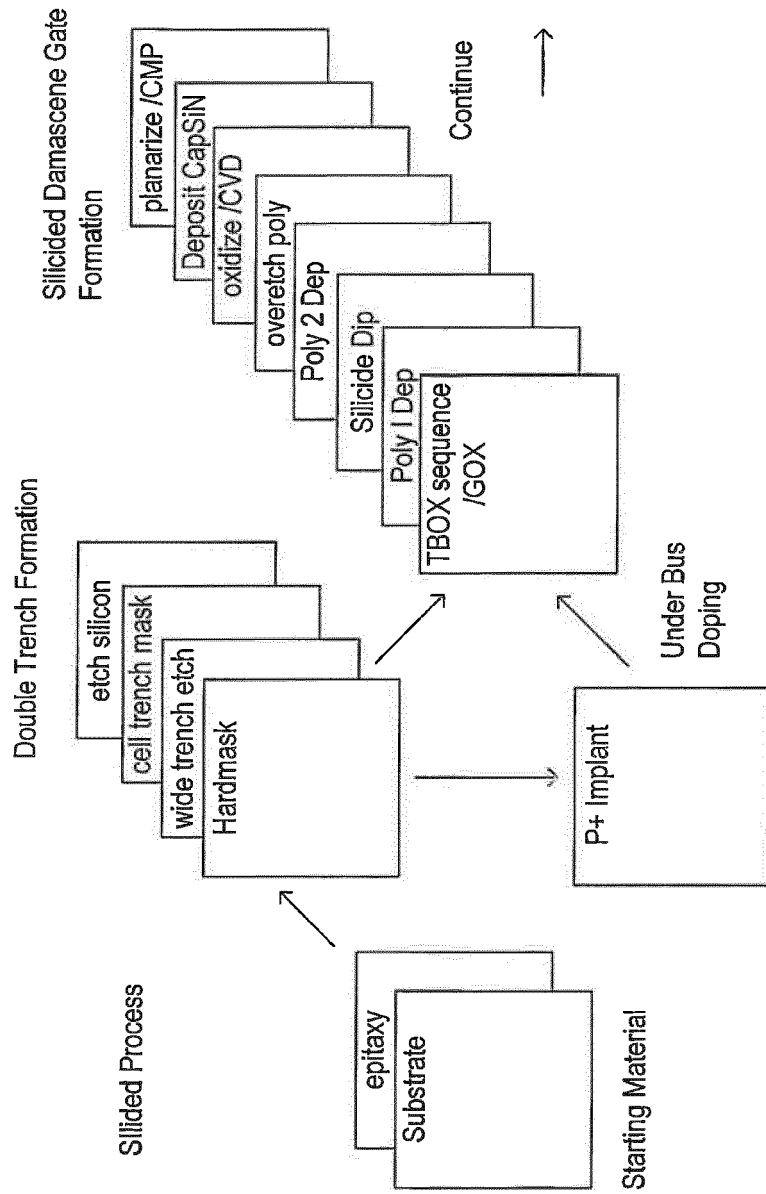 Silided Process
epitaxy
Substrate
Starting Material
Double Trench Formation
etch silicon
cell trench mask
wide trench etch
Hardmask
P+ Implant
Under Bus
Doping
Silicided Damascene Gate
Formation
planarize /CMP
Deposit CapSiN
oxidize /CVD
overetch poly
Poly 2 Dep
Silicide Dip
Poly I Dep
TBOX sequence
/GOX
Continue